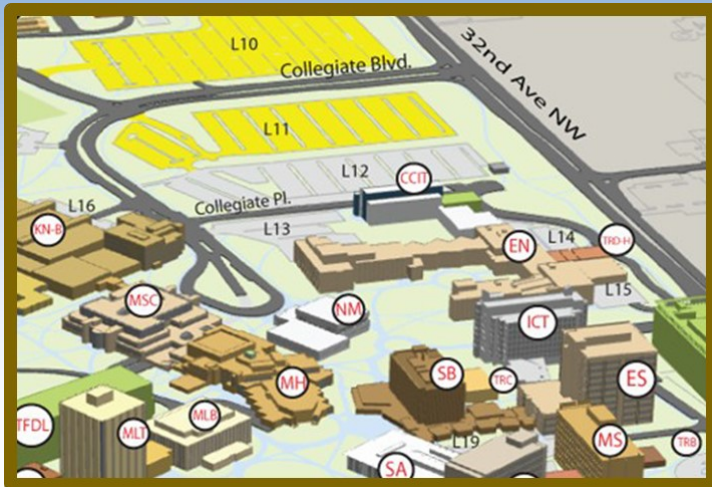 L10
32nd Ave NW
Collegiate Blvd.
L11
L12
CCIT
Collegiate Pl.
L16
KN-B
L13
EN
L14
TRD-H
MSC
L15
NM
ICT
MH
SB
TRC
ES
TFDL
MLT
MLB
MS
TRB
L19
SA